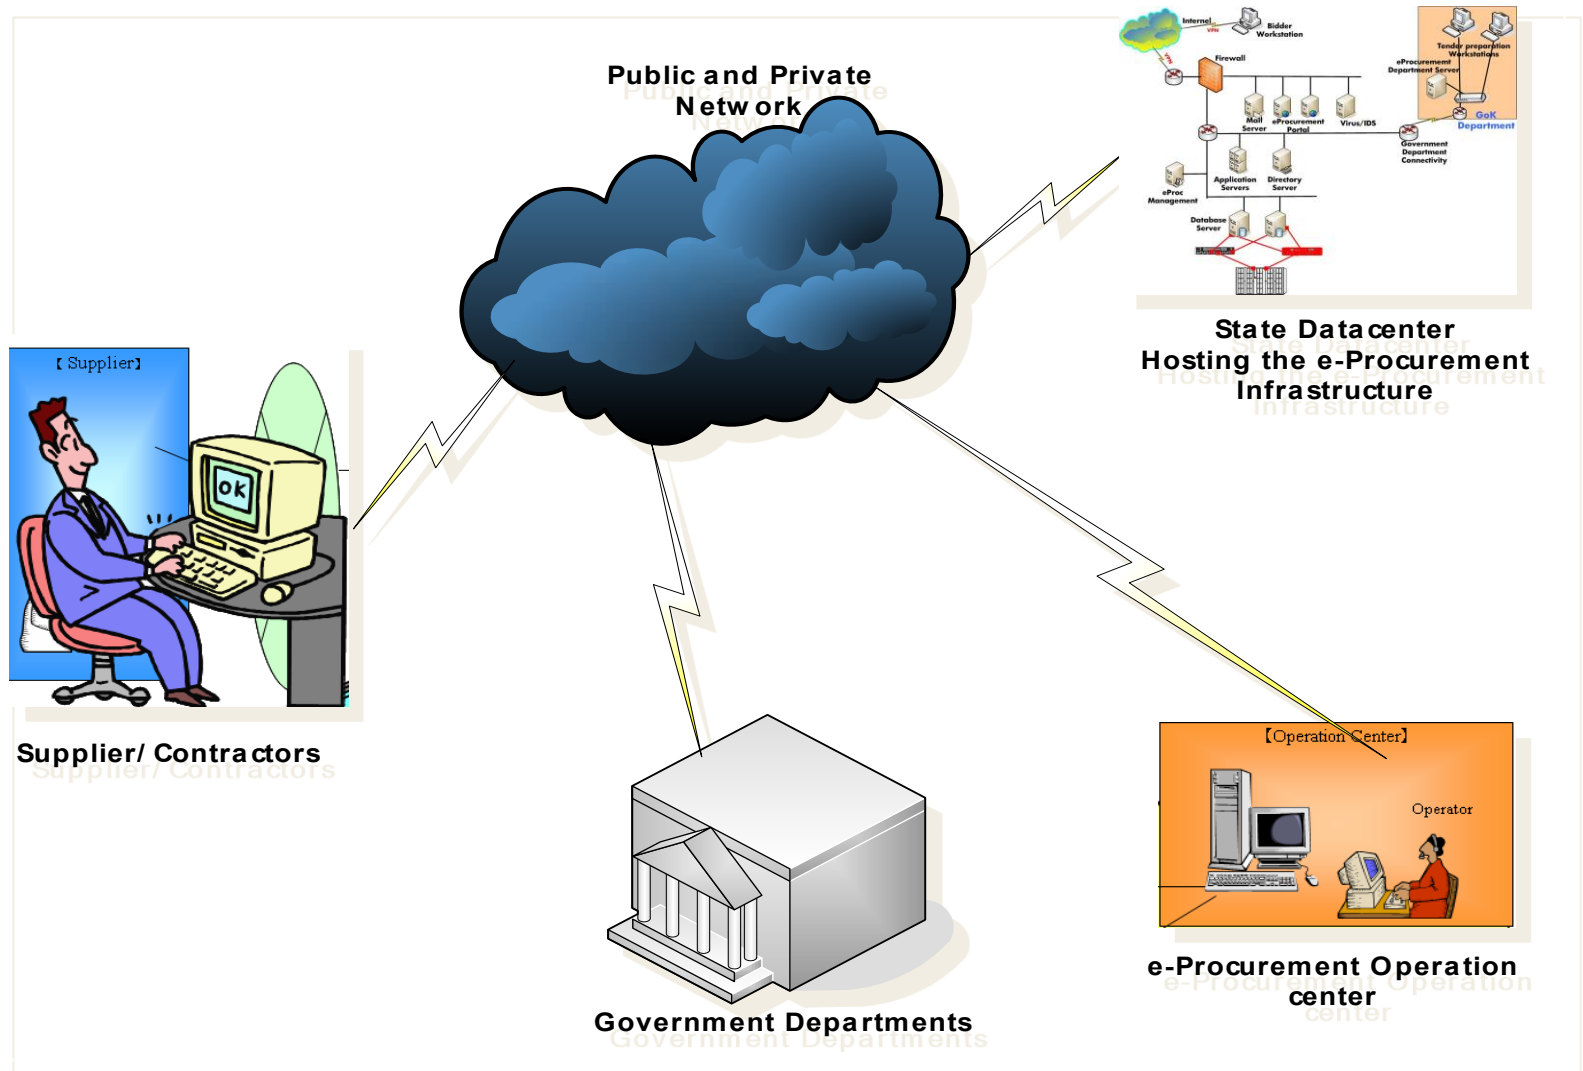 Public and Private
Network
Internet
VPN
Bidder
Workstation
VPN
Firewall
Tender preparation
Workstations
eProcurement
Department Server
Mail
Server
eProcurement
Portal
Virus/IDS
GoK
Department
Government
Department
Connectivity
Application
Servers
Directory
Server
eProc
Management
Database
Server
State Datacenter
Hosting the e-Procurement
Infrastructure
【Supplier】
OK
Supplier/ Contractors
【Operation Center】
Operator
e-Procurement Operation
center
Government Departments